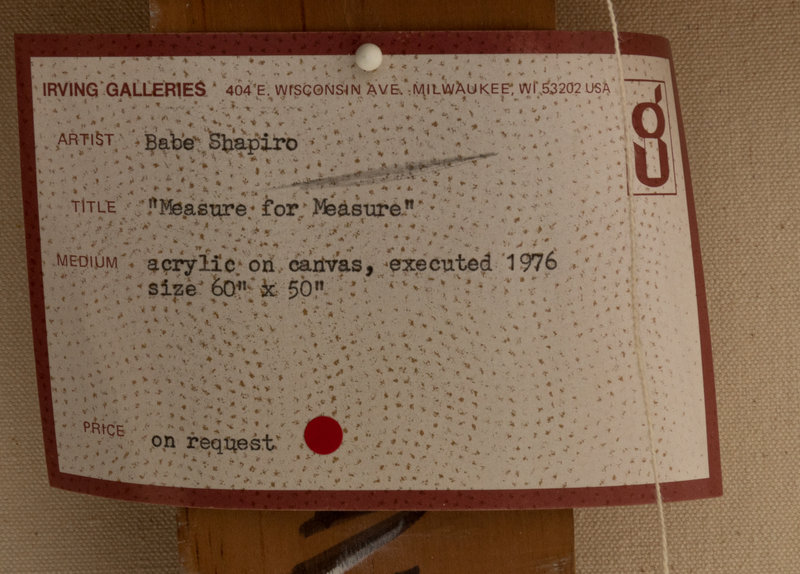 IRVING GALLERIES 404 E. WISCONSIN AVE. MILWAUKEE, WI 53202 USA
ARTIST Babe Shapiro
TITLE "Measure for Measure"
MEDIUM acrylic on canvas, executed 1976
size 60" x 50"
PRICE on request